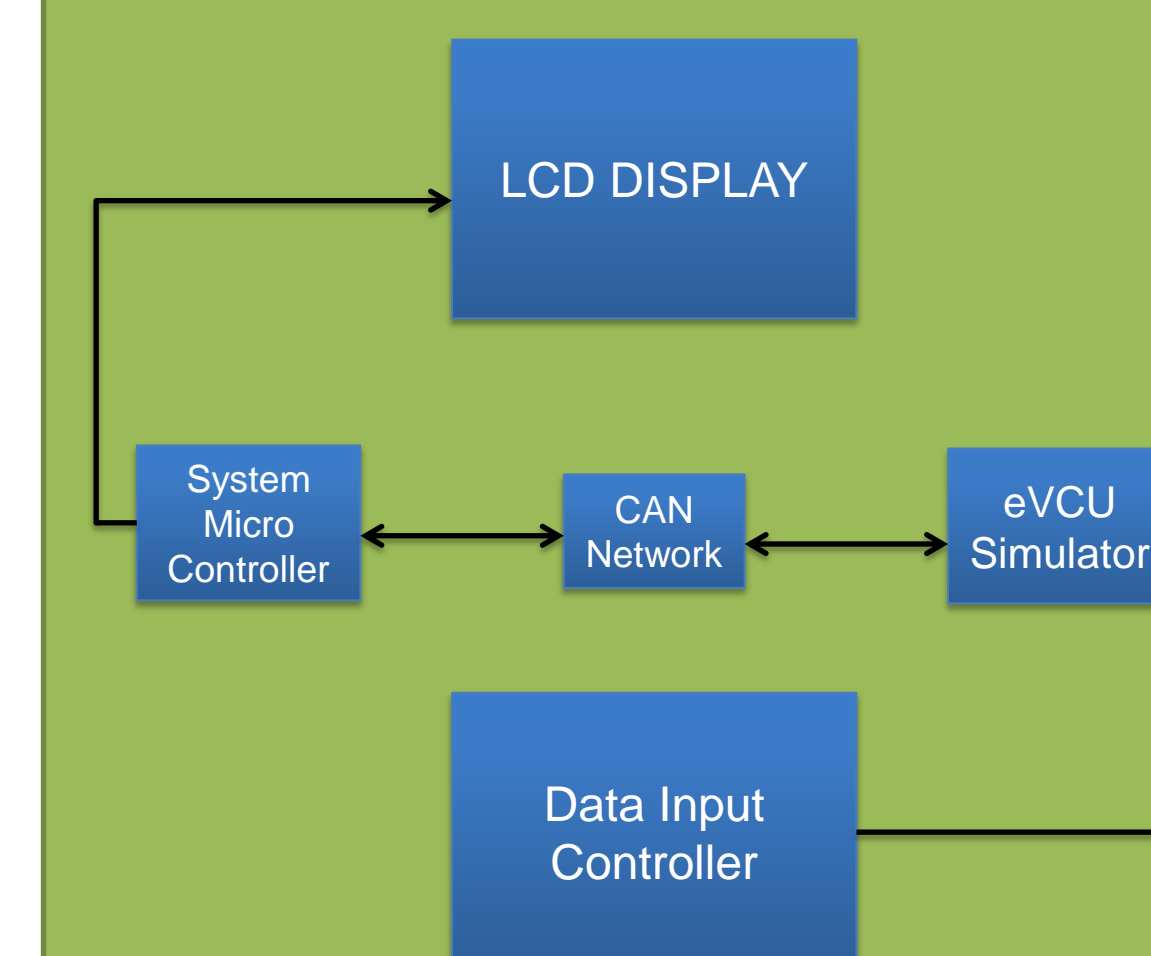 LCD DISPLAY
System
Micro
Controller
CAN
Network
eVCU
Simulator
Data Input
Controller